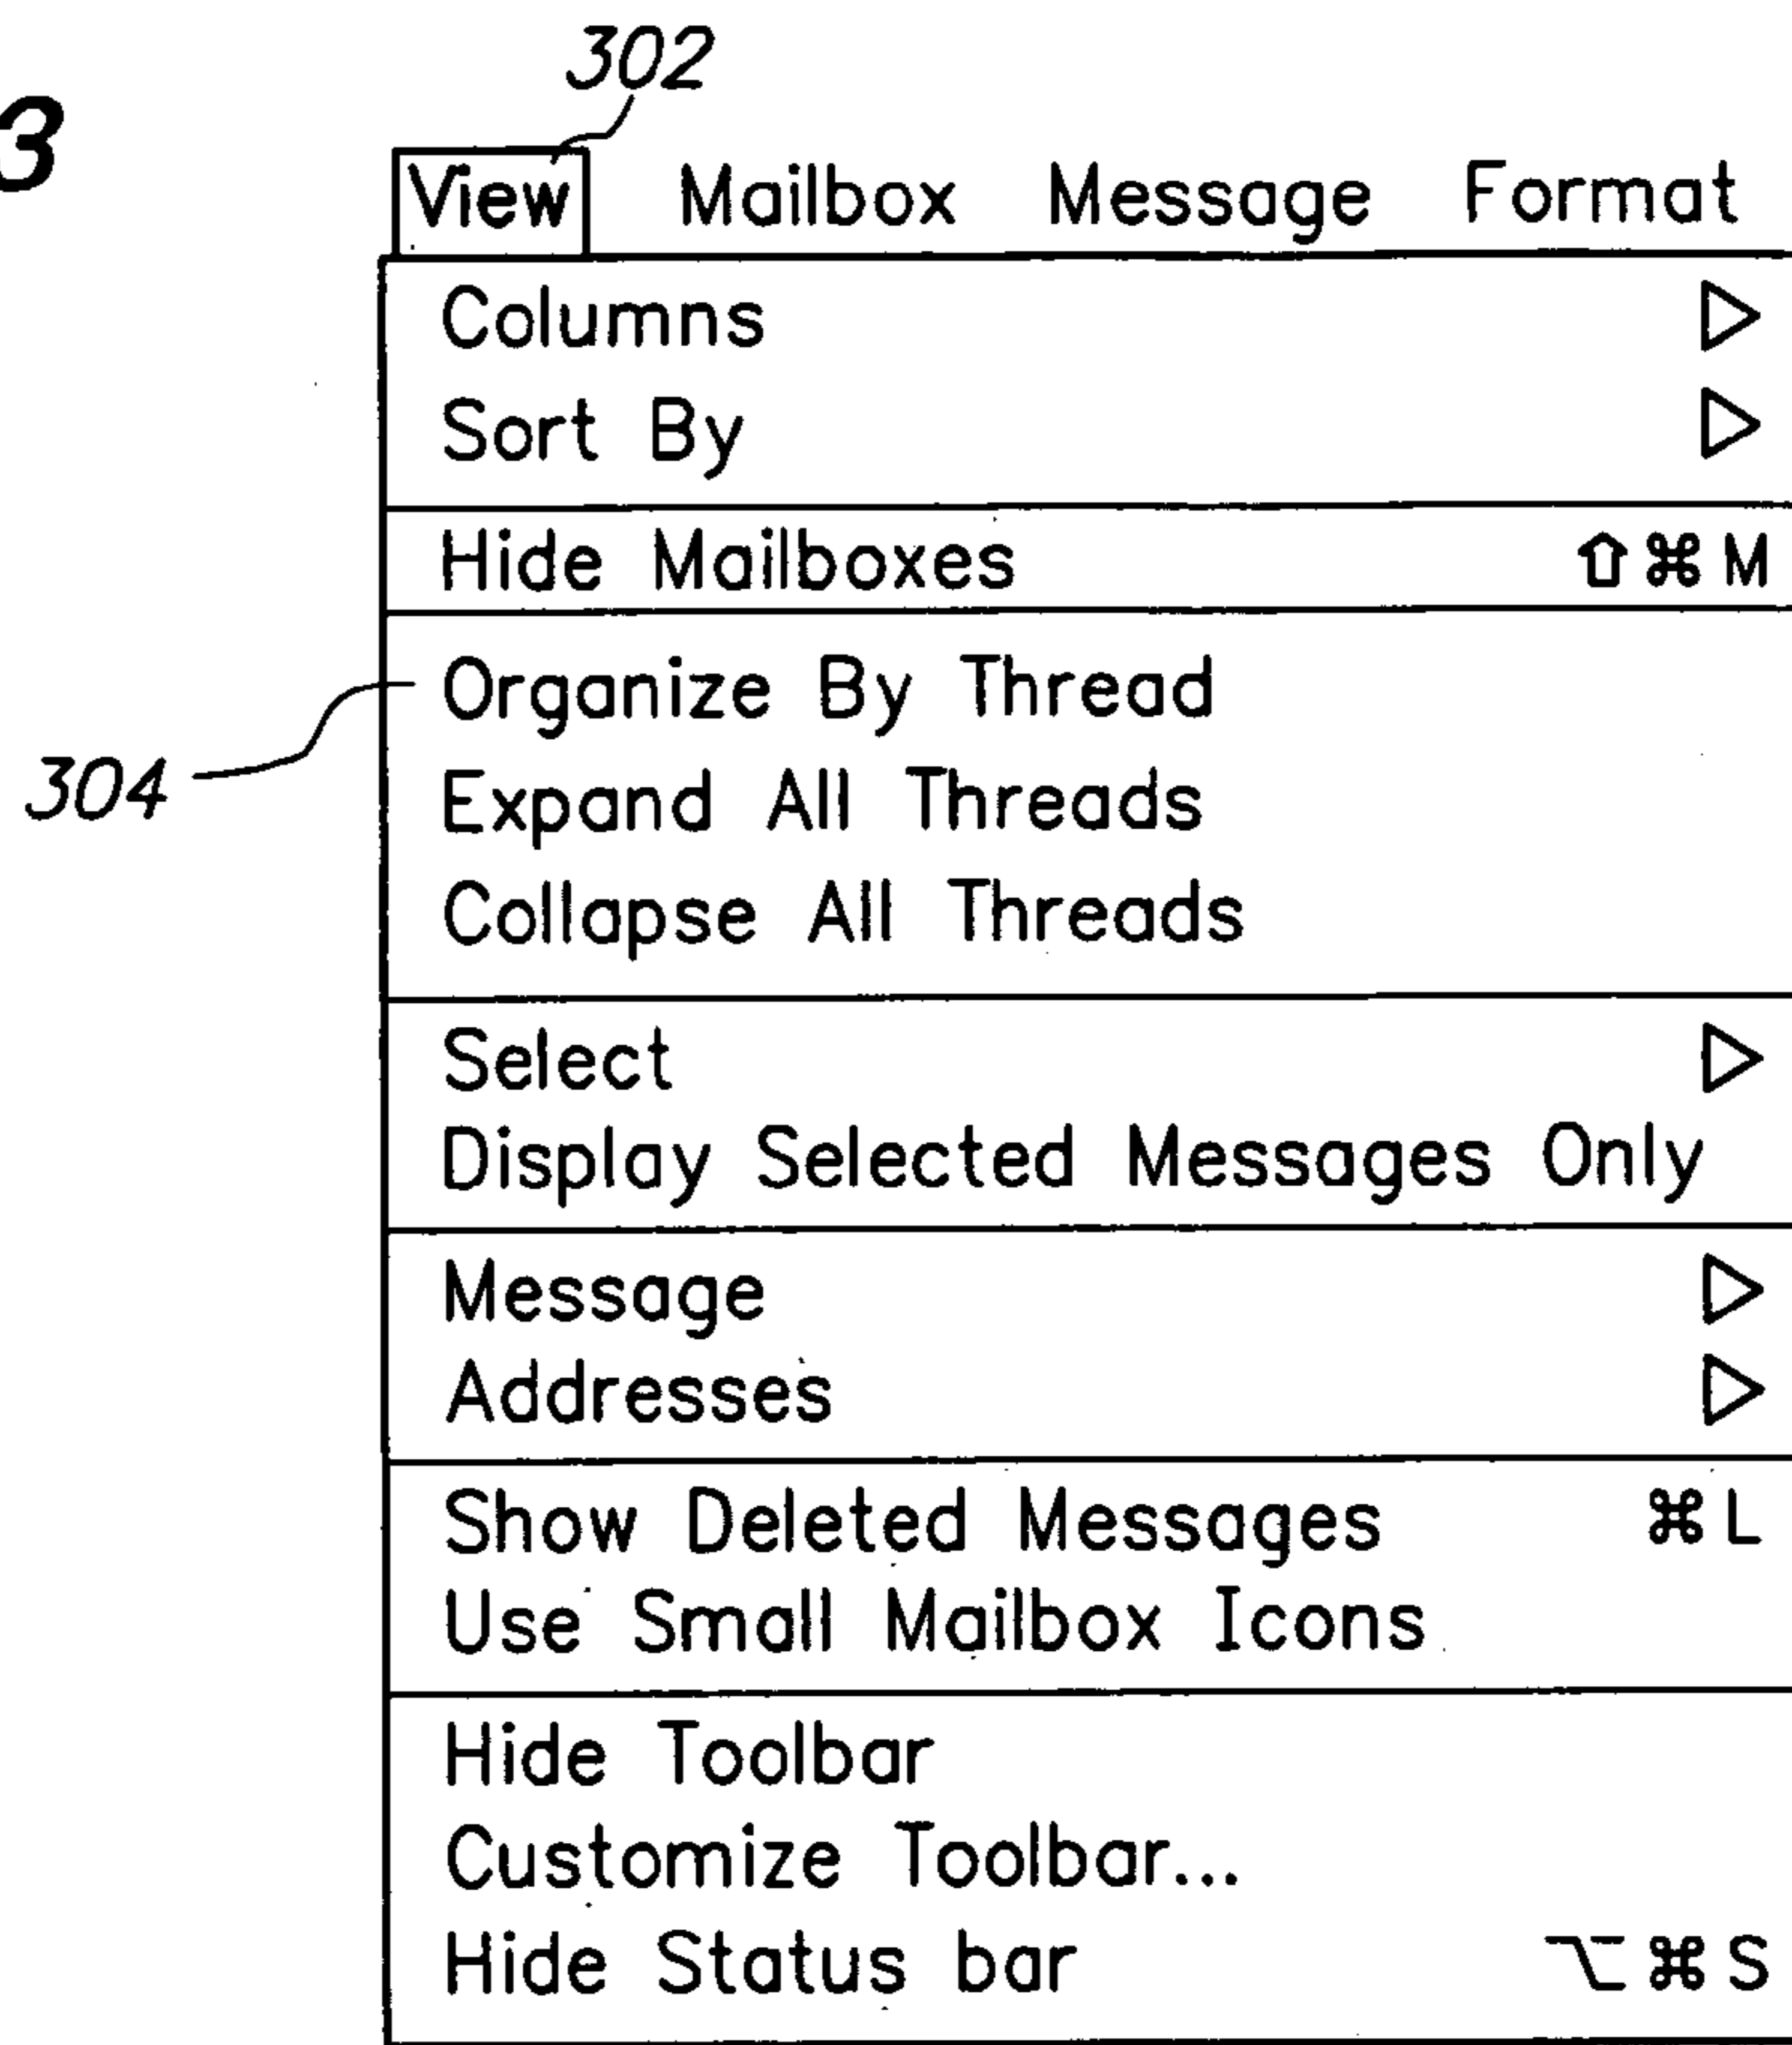 302
3
View Mailbox Message Format
Columns ▷
Sort By ▷
Hide Mailboxes ⇧⌘M
Organize By Thread
304
Expand All Threads
Collapse All Threads
Select ▷
Display Selected Messages Only
Message ▷
Addresses ▷
Show Deleted Messages ⌘L
Use Small Mailbox Icons
Hide Toolbar
Customize Toolbar...
Hide Status bar ⌥⌘S